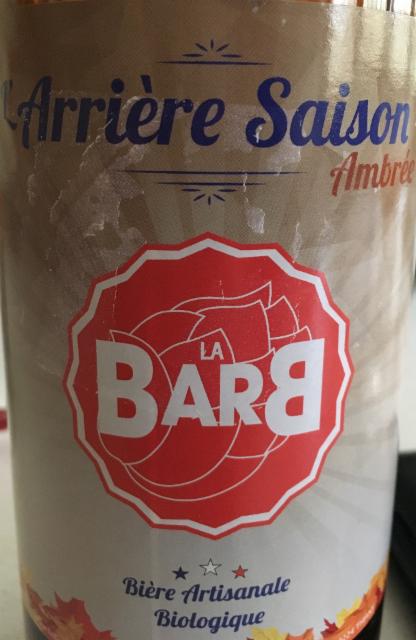 L'Arrière Saison
Ambrée
LA
BARB
Bière Artisanale
Biologique